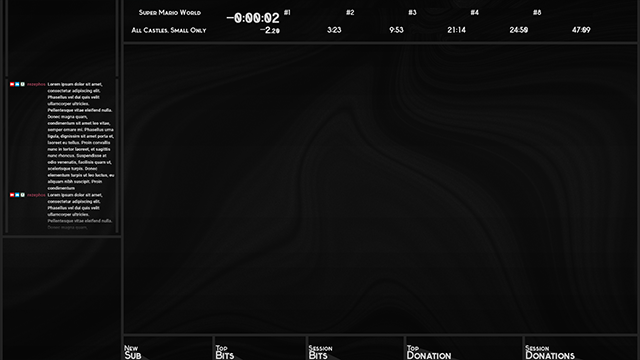 Super Mario World
−0:00:02
#1
#2
#3
#4
#8
All Castles, Small Only
−2.20
3:23
9:53
21:14
24:50
47:09
Lorem ipsum dolor sit amet,
consectetur adipiscing elit.
Phasellus vel dui quis velit
ullamcorper ultricies.
Pellentesque vitae eleifend nulla.
Donec magna quam,
condimentum sit amet leo vitae,
semper ornare mi. Phasellus urna
ligula, dignissim sit amet porta et,
laoreet eu tellus. Proin convallis
nunc in tortor laoreet, et sagittis
nunc rhoncus. Suspendisse at
odio venenatis, facilisis quam ut,
scelerisque turpis. Donec
elementum turpis ut leo luctus, eu
aliquam nibh suscipit. Proin
condimentum
Lorem ipsum dolor sit amet,
consectetur adipiscing elit.
Phasellus vel dui quis velit
ullamcorper ultricies.
Pellentesque vitae eleifend nulla.
Donec magna quam,
New
Sub
Top
Bits
Session
Bits
Top
Donation
Session
Donations